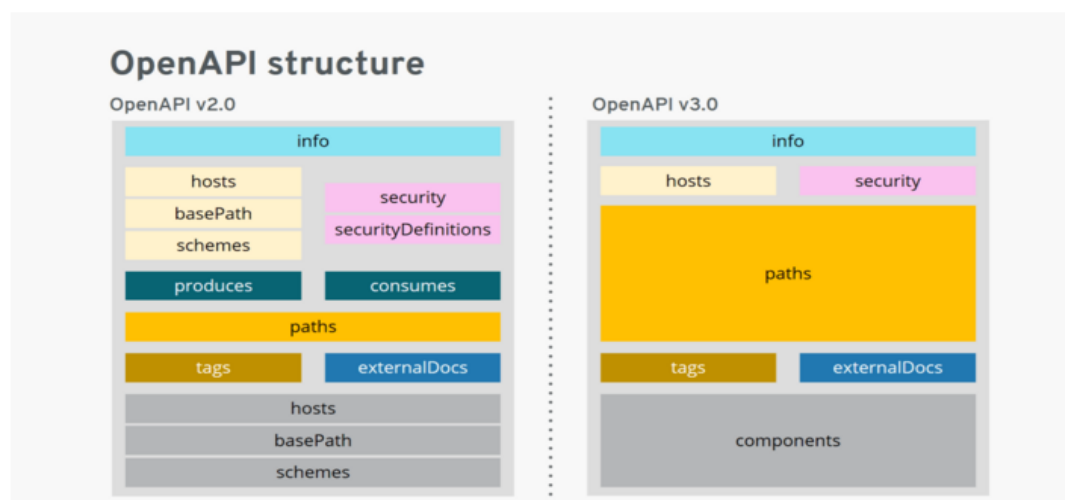 OpenAPI structure
OpenAPI v2.0
info
hosts
basePath
schemes
security
securityDefinitions
produces
consumes
paths
tags
externalDocs
hosts
basePath
schemes
OpenAPI v3.0
info
hosts
security
paths
tags
externalDocs
components